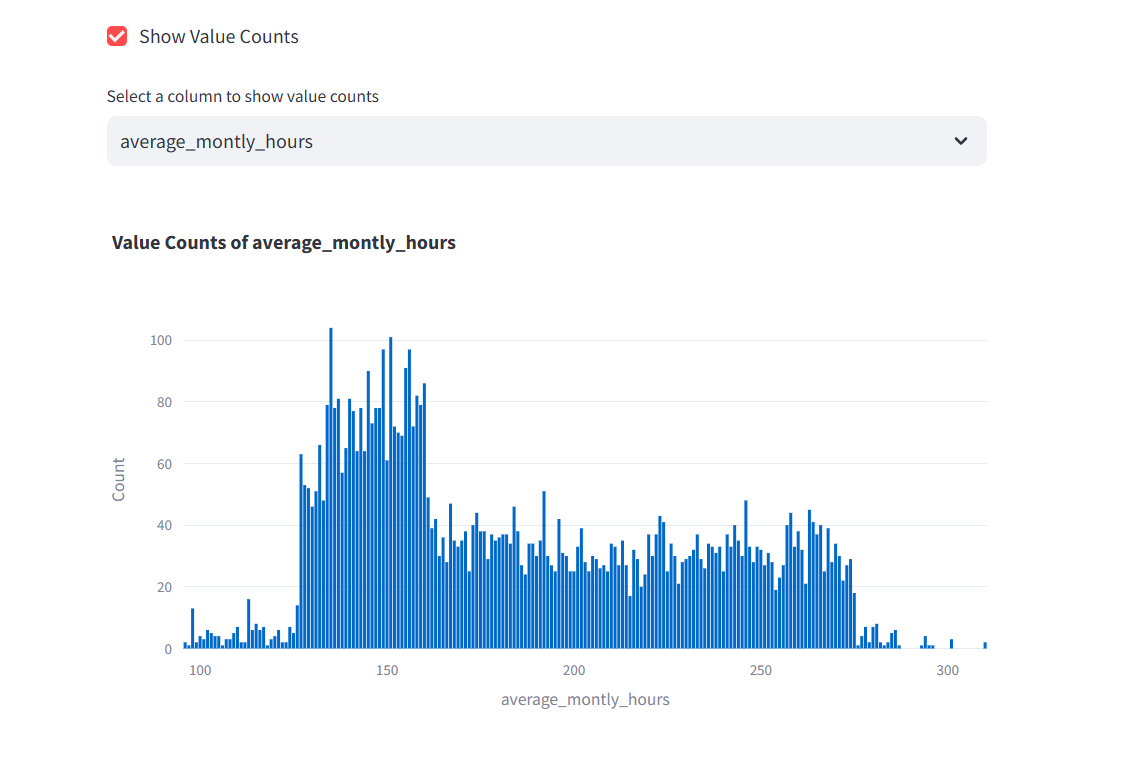 Show Value Counts
Select a column to show value counts
average_montly_hours
Value Counts of average_montly_hours
100
80
60
40
20
0
Count
100 150 200 250 300
average_montly_hours